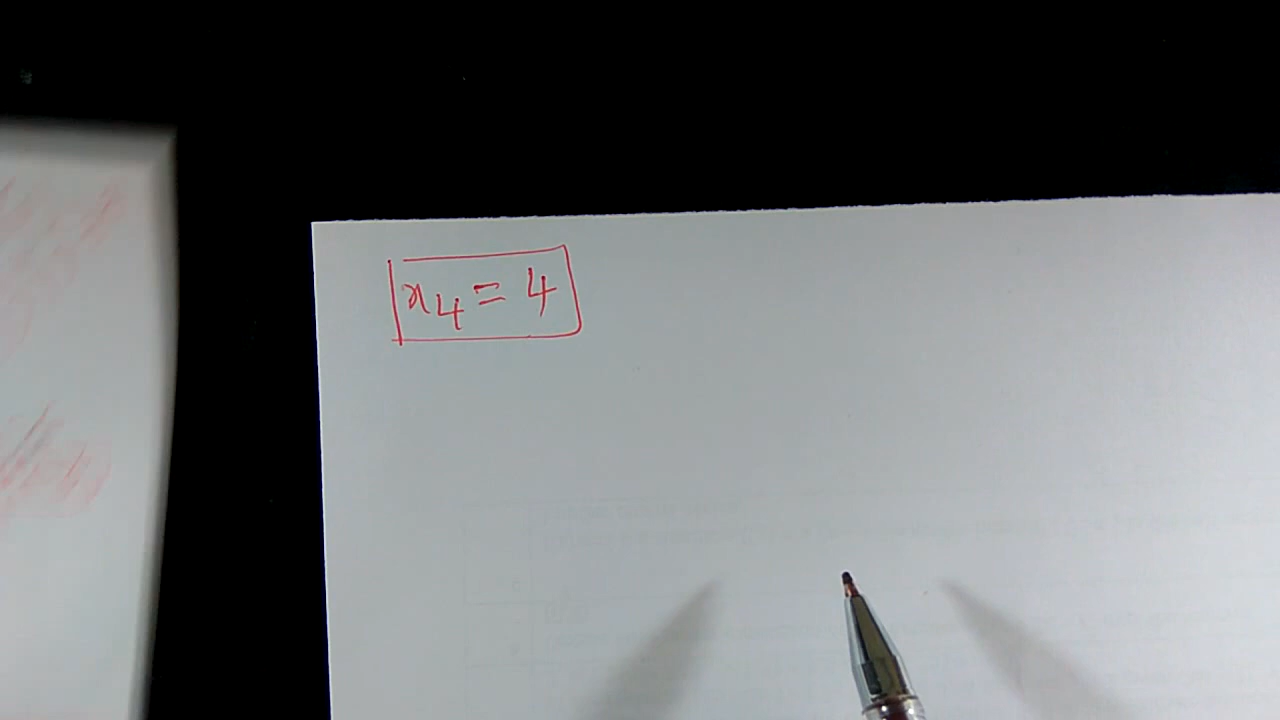 x₄ = 4